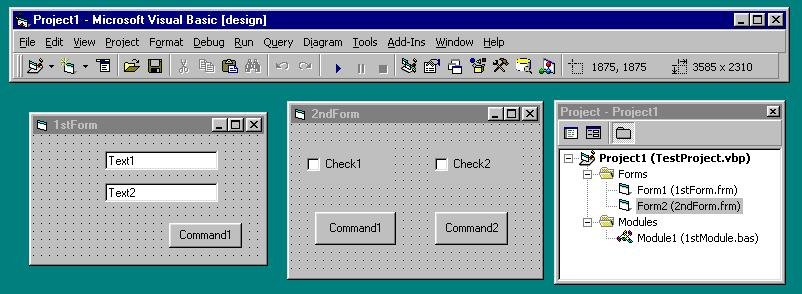 Project1 - Microsoft Visual Basic [design]
File Edit View Project Format Debug Run Query Diagram Tools Add-Ins Window Help
1875, 1875 3585 x 2310
1stForm
Text1
Text2
Command1
2ndForm
Check1 Check2
Command1 Command2
Project - Project1
Project1 (TestProject.vbp)
Forms
Form1 (1stForm.frm)
Form2 (2ndForm.frm)
Modules
Module1 (1stModule.bas)